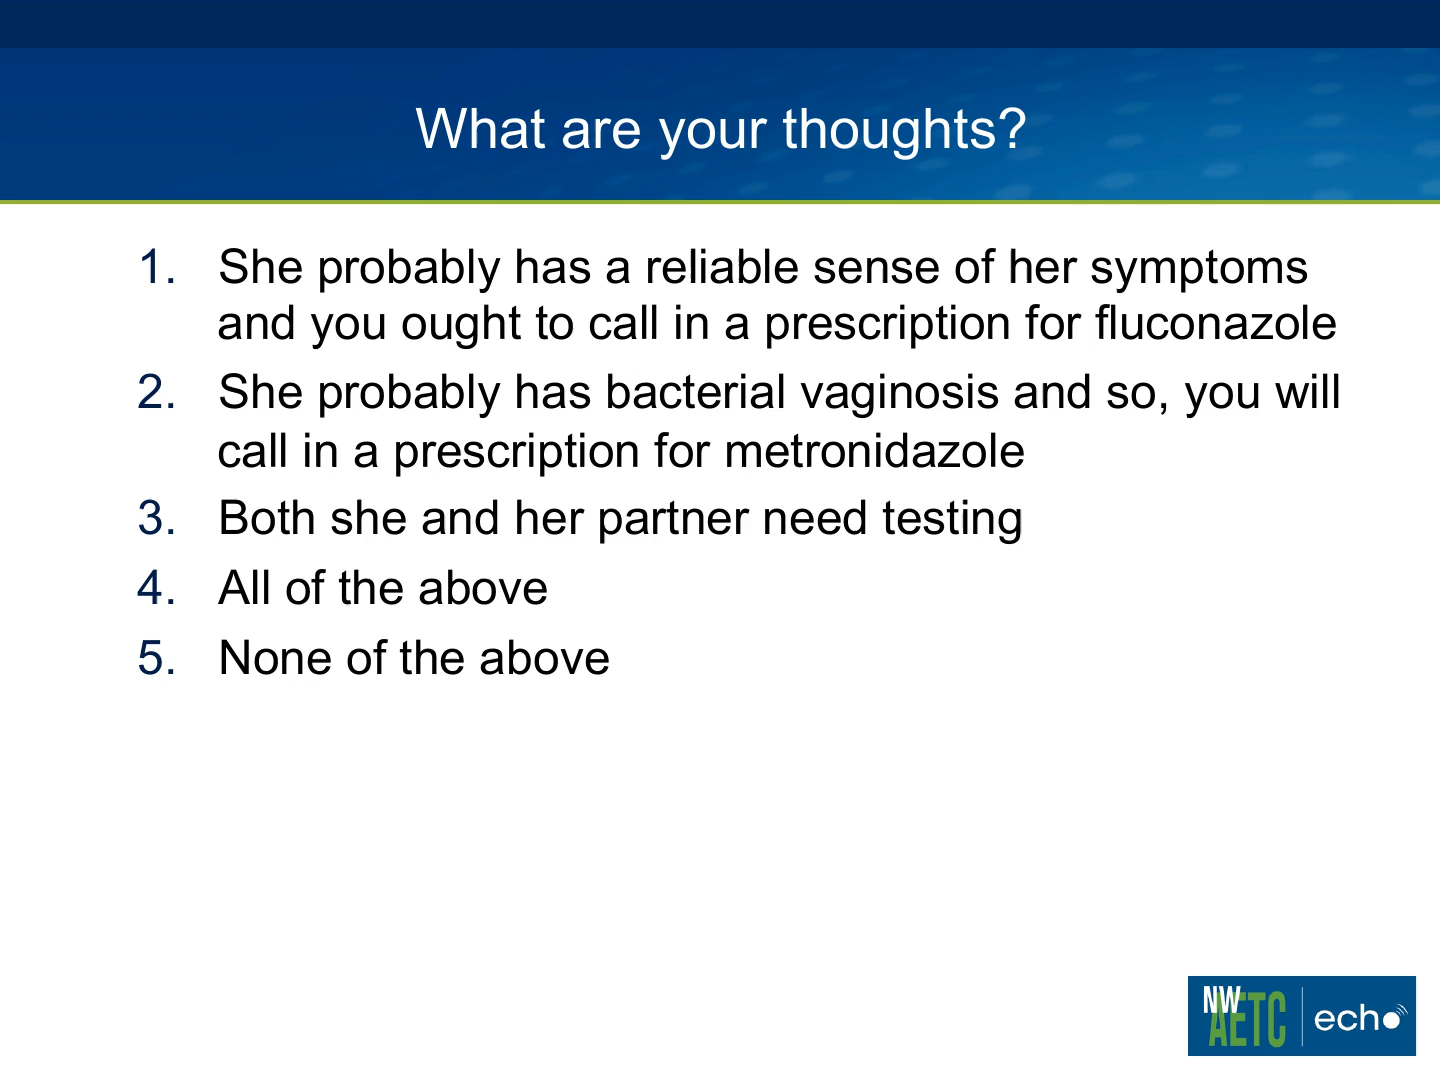 What are your thoughts?
1. She probably has a reliable sense of her symptoms
and you ought to call in a prescription for fluconazole
2. She probably has bacterial vaginosis and so, you will
call in a prescription for metronidazole
3. Both she and her partner need testing
4. All of the above
5. None of the above
NW AETC echo